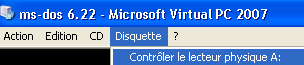 ms-dos 6.22 - Microsoft Virtual PC 2007
Action Edition CD Disquette ?
Contrôler le lecteur physique A: